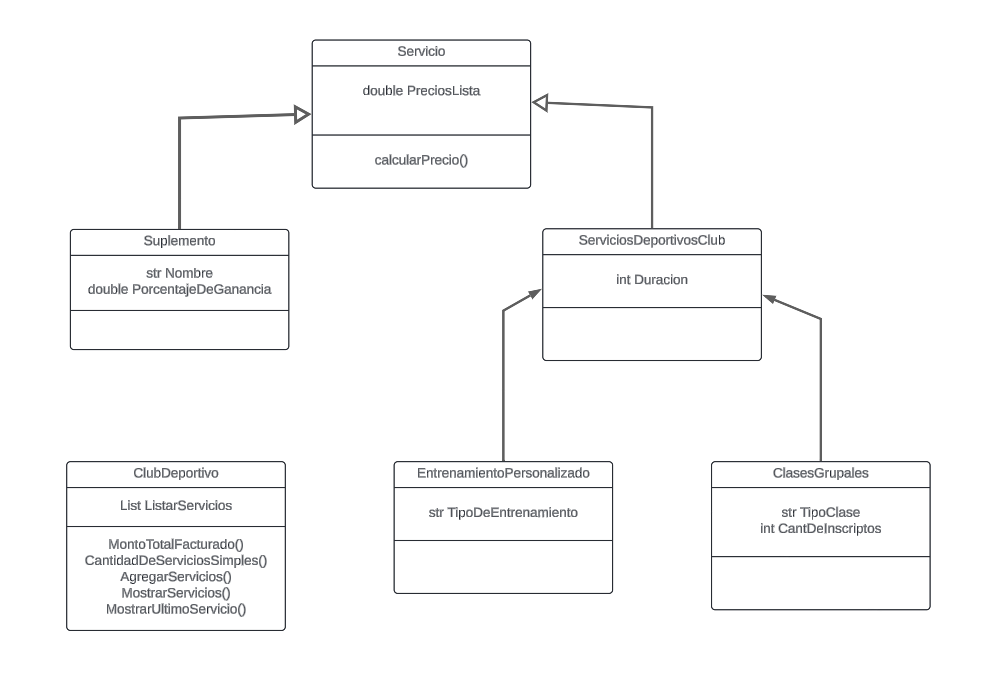 Servicio
double PreciosLista
calcularPrecio()
Suplemento
str Nombre
double PorcentajeDeGanancia
ServiciosDeportivosClub
int Duracion
ClubDeportivo
List ListarServicios
MontoTotalFacturado()
CantidadDeServiciosSimples()
AgregarServicios()
MostrarServicios()
MostrarUltimoServicio()
EntrenamientoPersonalizado
str TipoDeEntrenamiento
ClasesGrupales
str TipoClase
int CantDeInscriptos